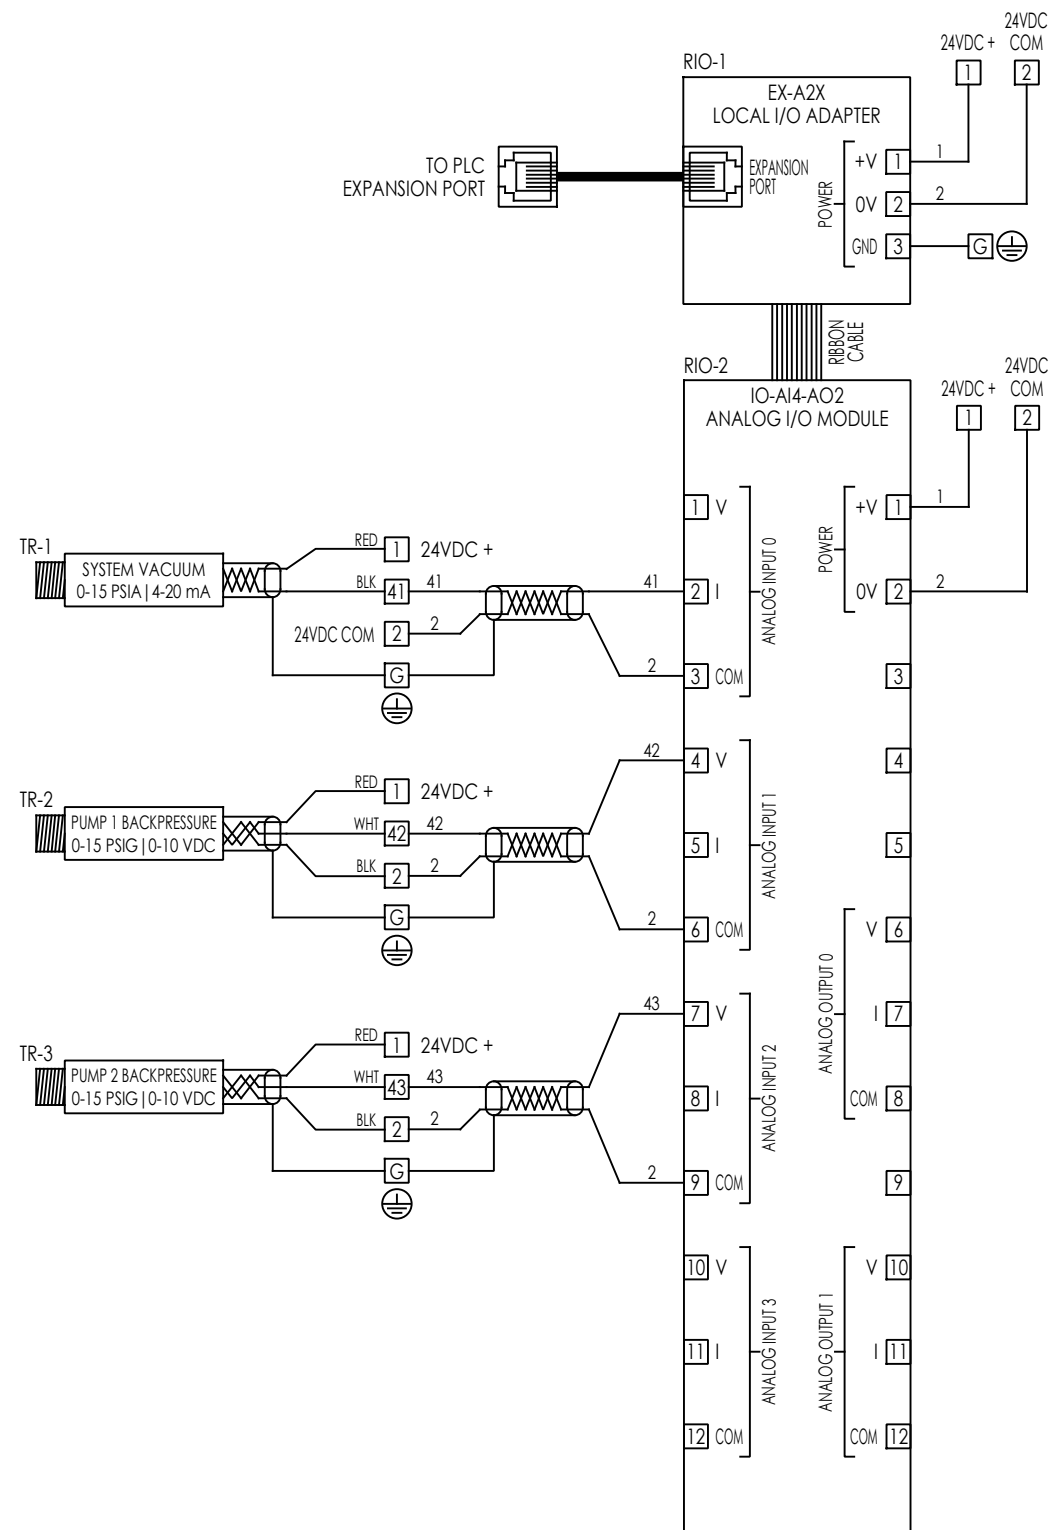 RIO-1
EX-A2X
LOCAL I/O ADAPTER
24VDC +
24VDC
COM
1
2
TO PLC
EXPANSION PORT
EXPANSION
PORT
POWER
+V 1
1
0V 2
2
GND 3
G
RIBBON
CABLE
RIO-2
IO-AI4-AO2
ANALOG I/O MODULE
24VDC +
24VDC
COM
1
2
1 V
2 I
3 COM
ANALOG INPUT 0
POWER
+V 1
1
0V 2
2
3
4
5
TR-1
SYSTEM VACUUM
0-15 PSIA | 4-20 mA
RED 1 24VDC +
BLK 41 41
41
24VDC COM 2 2
2
G
TR-2
PUMP 1 BACKPRESSURE
0-15 PSIG | 0-10 VDC
RED 1 24VDC +
WHT 42 42
42
BLK 2 2
2
G
4 V
5 I
6 COM
ANALOG INPUT 1
TR-3
PUMP 2 BACKPRESSURE
0-15 PSIG | 0-10 VDC
RED 1 24VDC +
WHT 43 43
43
BLK 2 2
2
G
7 V
8 I
9 COM
ANALOG INPUT 2
ANALOG OUTPUT 0
V 6
I 7
COM 8
9
10 V
11 I
12 COM
ANALOG INPUT 3
ANALOG OUTPUT 1
V 10
I 11
COM 12